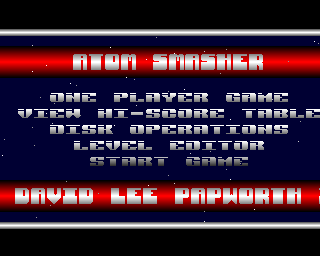 ATOM SMASHER
ONE PLAYER GAME
VIEW HI-SCORE TABLE
DISK OPERATIONS
LEVEL EDITOR
START GAME
DAVID LEE PAPWORTH